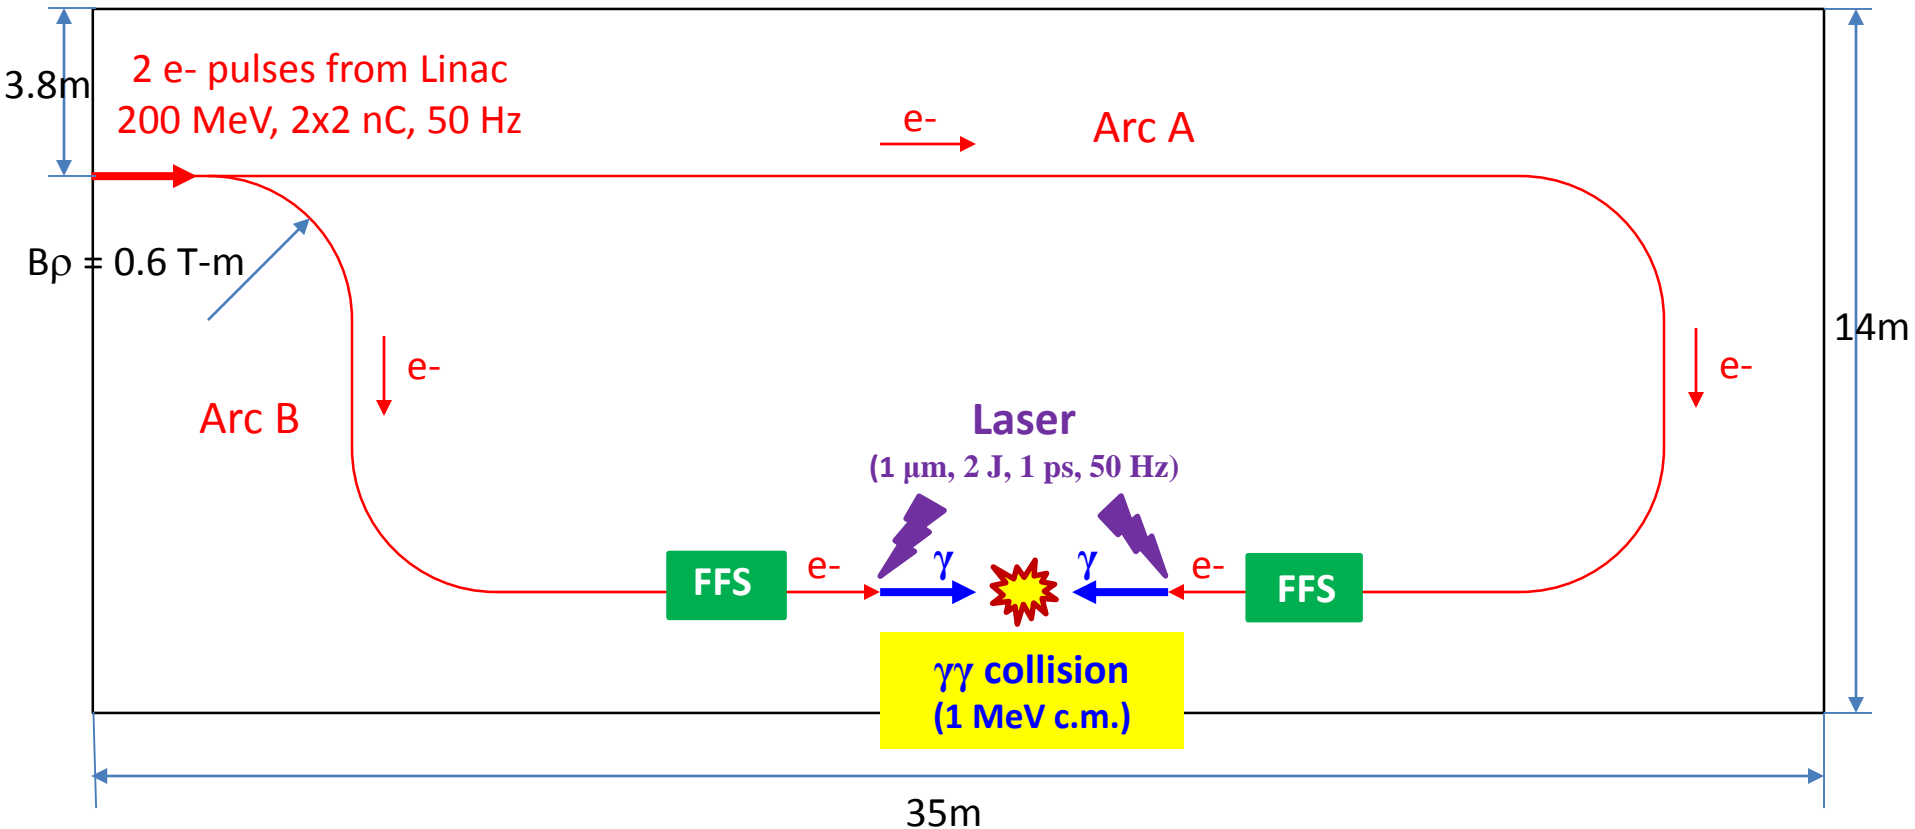 2 e- pulses from Linac
200 MeV, 2x2 nC, 50 Hz
3.8m
e-
Arc A
Bρ = 0.6 T-m
14m
e-
e-
Arc B
Laser
(1 μm, 2 J, 1 ps, 50 Hz)
FFS
e-
γ
γ
e-
FFS
γγ collision
(1 MeV c.m.)
35m